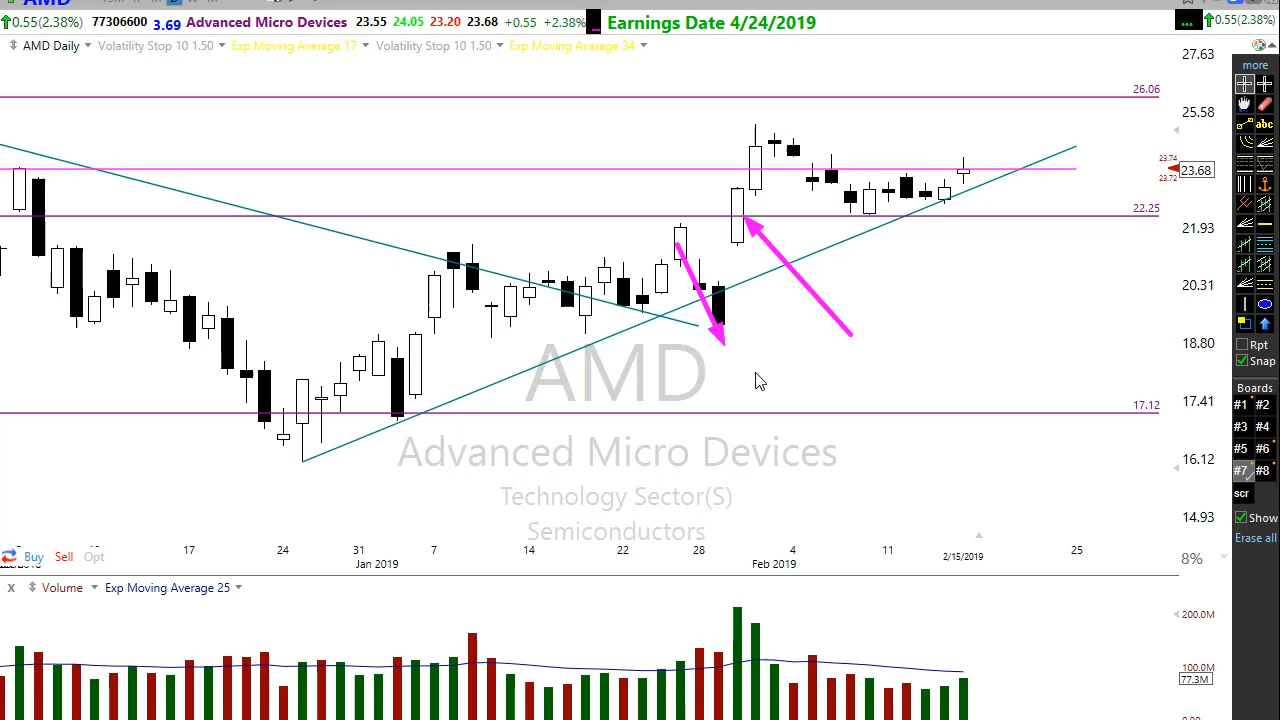 AMD
0.55(2.38%) 77306600 3.69 Advanced Micro Devices 23.55 24.05 23.20 23.68 +0.55 +2.38% Earnings Date 4/24/2019 ... 0.55(2.38%)
AMD Daily Volatility Stop 10 1.50 Exp Moving Average 17 Volatility Stop 10 1.50 Exp Moving Average 34
27.63
more
26.06
25.58
abc
23.74
23.68
23.72
22.25
21.93
20.31
18.80
Rpt
Snap
17.41
17.12
16.12
14.93
AMD
Advanced Micro Devices
Technology Sector(S)
Semiconductors
Boards
#1 #2
#3 #4
#5 #6
#7 #8
scr
Show
Erase all
17 24 31 7 14 22 28 4 11 2/15/2019 25
Buy Sell Opt
Jan 2019 Feb 2019
8%
x Volume Exp Moving Average 25
200.0M
100.0M
77.3M
0.00